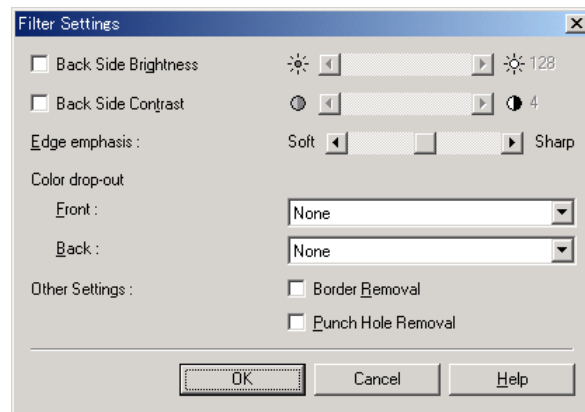 Filter Settings
Back Side Brightness 128
Back Side Contrast 4
Edge emphasis : Soft Sharp
Color drop-out
Front : None
Back : None
Other Settings : Border Removal
Punch Hole Removal
OK Cancel Help